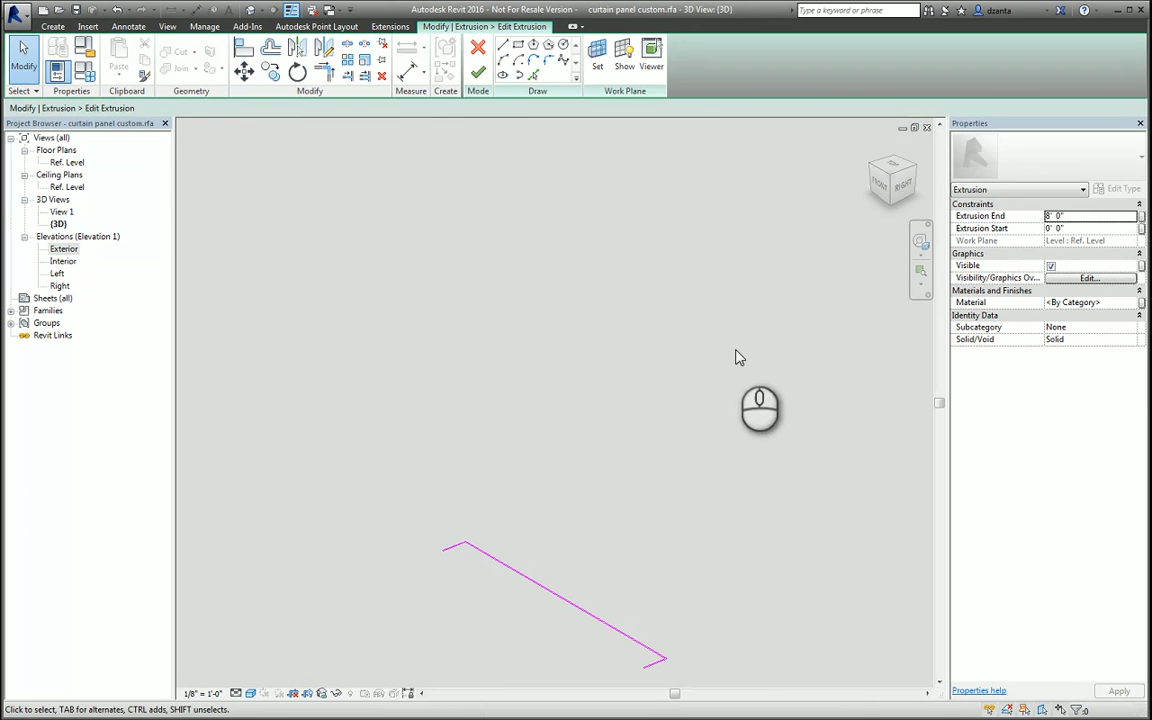 Autodesk Revit 2016 - Not For Resale Version - curtain panel custom.rfa - 3D View: {3D}
Type a keyword or phrase
dzanta
Create Insert Annotate View Manage Add-Ins Autodesk Point Layout Extensions Modify | Extrusion > Edit Extrusion
Modify
Paste
Cut
Join
Set Show Viewer
Select Properties Clipboard Geometry Modify Measure Create Mode Draw Work Plane
Modify | Extrusion > Edit Extrusion
Project Browser - curtain panel custom.rfa
Views (all)
Floor Plans
Ref. Level
Ceiling Plans
Ref. Level
3D Views
View 1
{3D}
Elevations (Elevation 1)
Exterior
Interior
Left
Right
Sheets (all)
Families
Groups
Revit Links
FRONT RIGHT
Properties
Extrusion
Edit Type
Constraints
Extrusion End 8' 0"
Extrusion Start 0' 0"
Work Plane Level : Ref. Level
Graphics
Visible
Visibility/Graphics Ov... Edit...
Materials and Finishes
Material <By Category>
Identity Data
Subcategory None
Solid/Void Solid
Properties help
Apply
1/8" = 1'-0"
Click to select, TAB for alternates, CTRL adds, SHIFT unselects.
:0